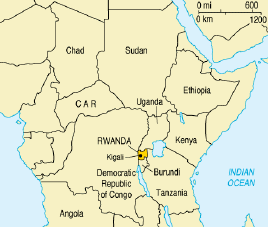 0 mi 600
0 km 1200
Chad
Sudan
Ethiopia
C A R
Uganda
RWANDA
Kenya
Kigali
Democratic
Republic
of Congo
Burundi
INDIAN
OCEAN
Tanzania
Angola